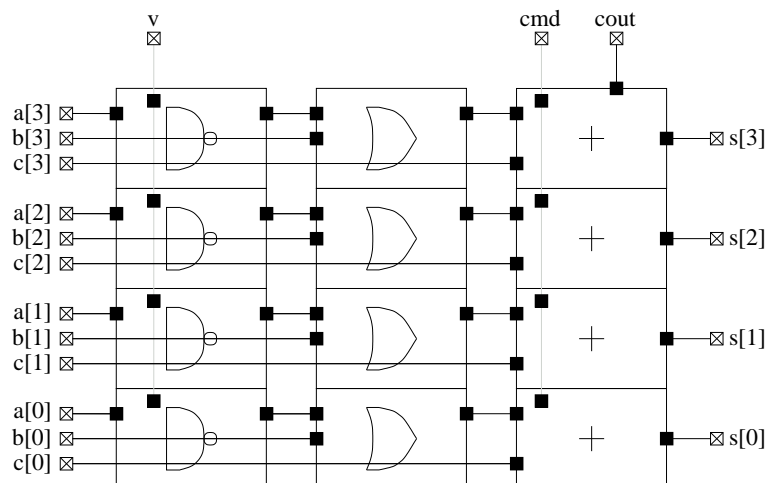 v cmd cout
a[3]
b[3] s[3]
c[3]
a[2]
b[2] s[2]
c[2]
a[1]
b[1] s[1]
c[1]
a[0]
b[0] s[0]
c[0]